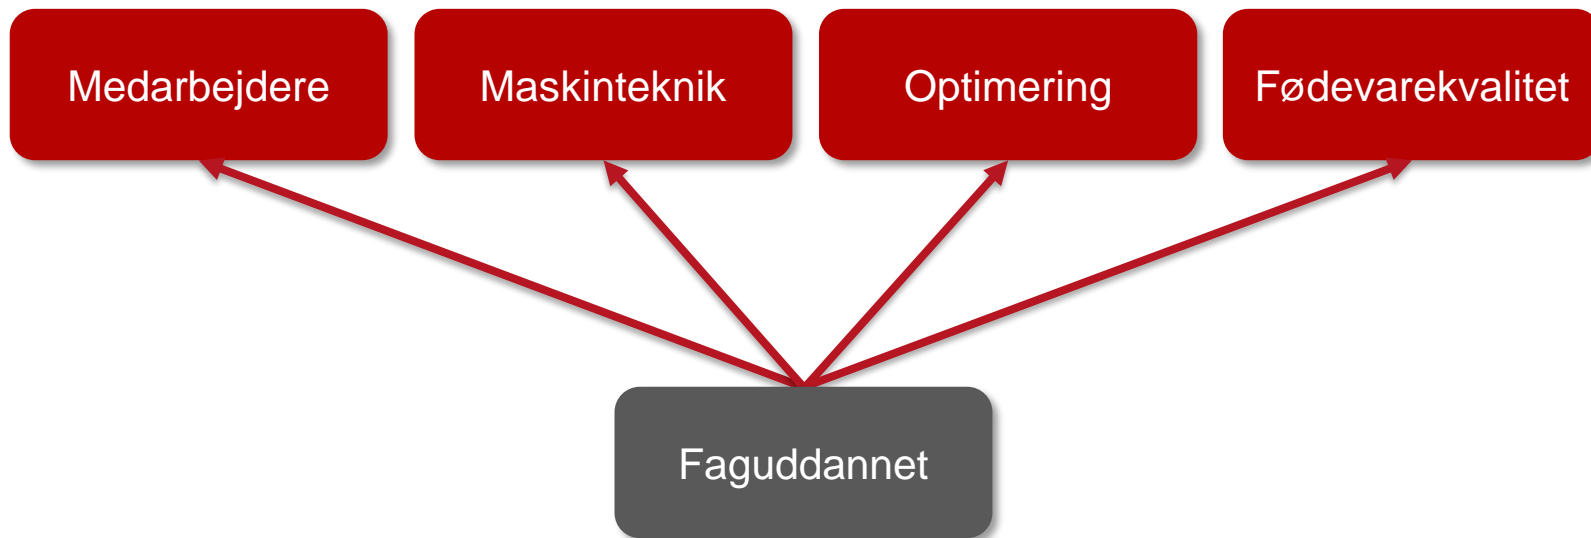 Medarbejdere
Maskinteknik
Optimering
Fødevarekvalitet
Faguddannet